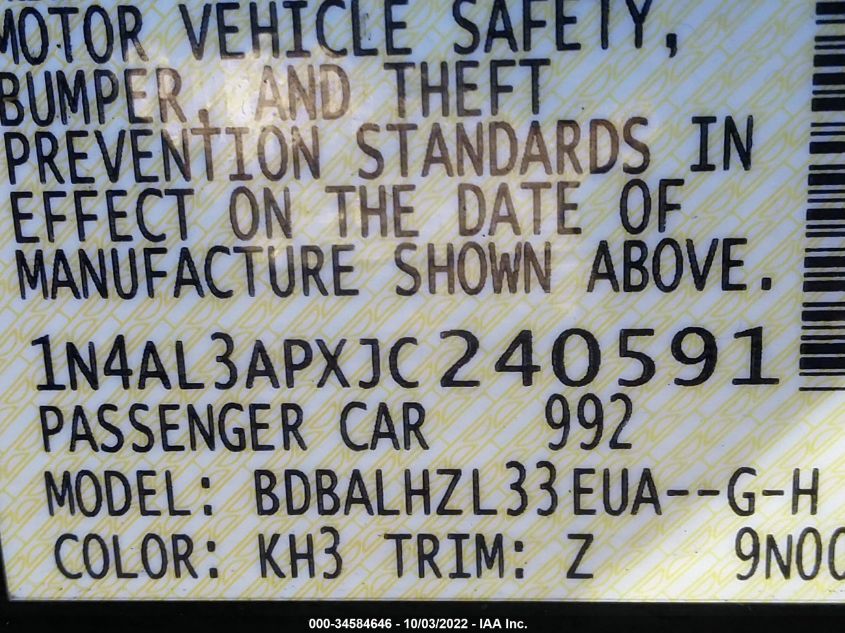 MOTOR VEHICLE SAFETY,
BUMPER, AND THEFT
PREVENTION STANDARDS IN
EFFECT ON THE DATE OF
MANUFACTURE SHOWN ABOVE.
1N4AL3APXJC240591
PASSENGER CAR 992
MODEL: BDBALHZL33EUA--G-H
COLOR: KH3 TRIM: Z 9N00
000-34584646 - 10/03/2022 - IAA Inc.